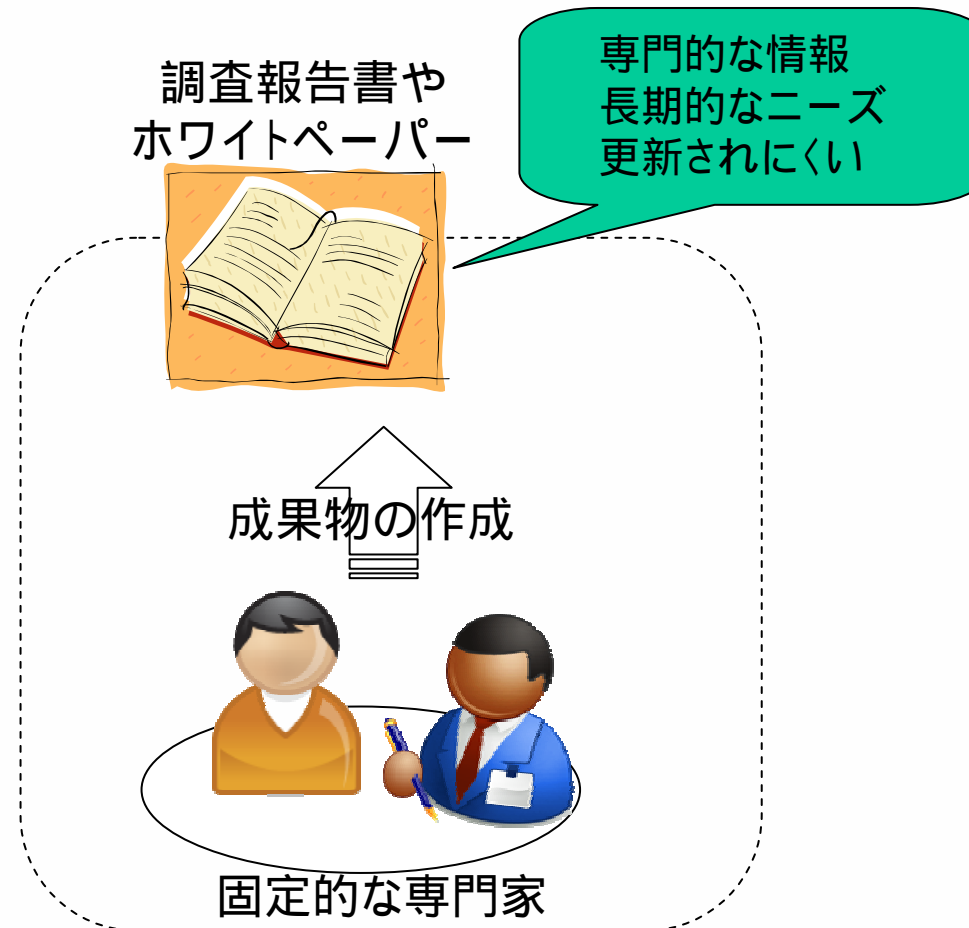 調査報告書や
ホワイトペーパー
専門的な情報
長期的なニーズ
更新されにくい
成果物の作成
固定的な専門家